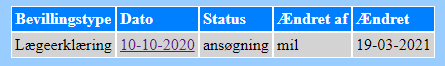 Bevillingstype Dato Status Ændret af Ændret
Lægeerklæring 10-10-2020 ansøgning mil 19-03-2021